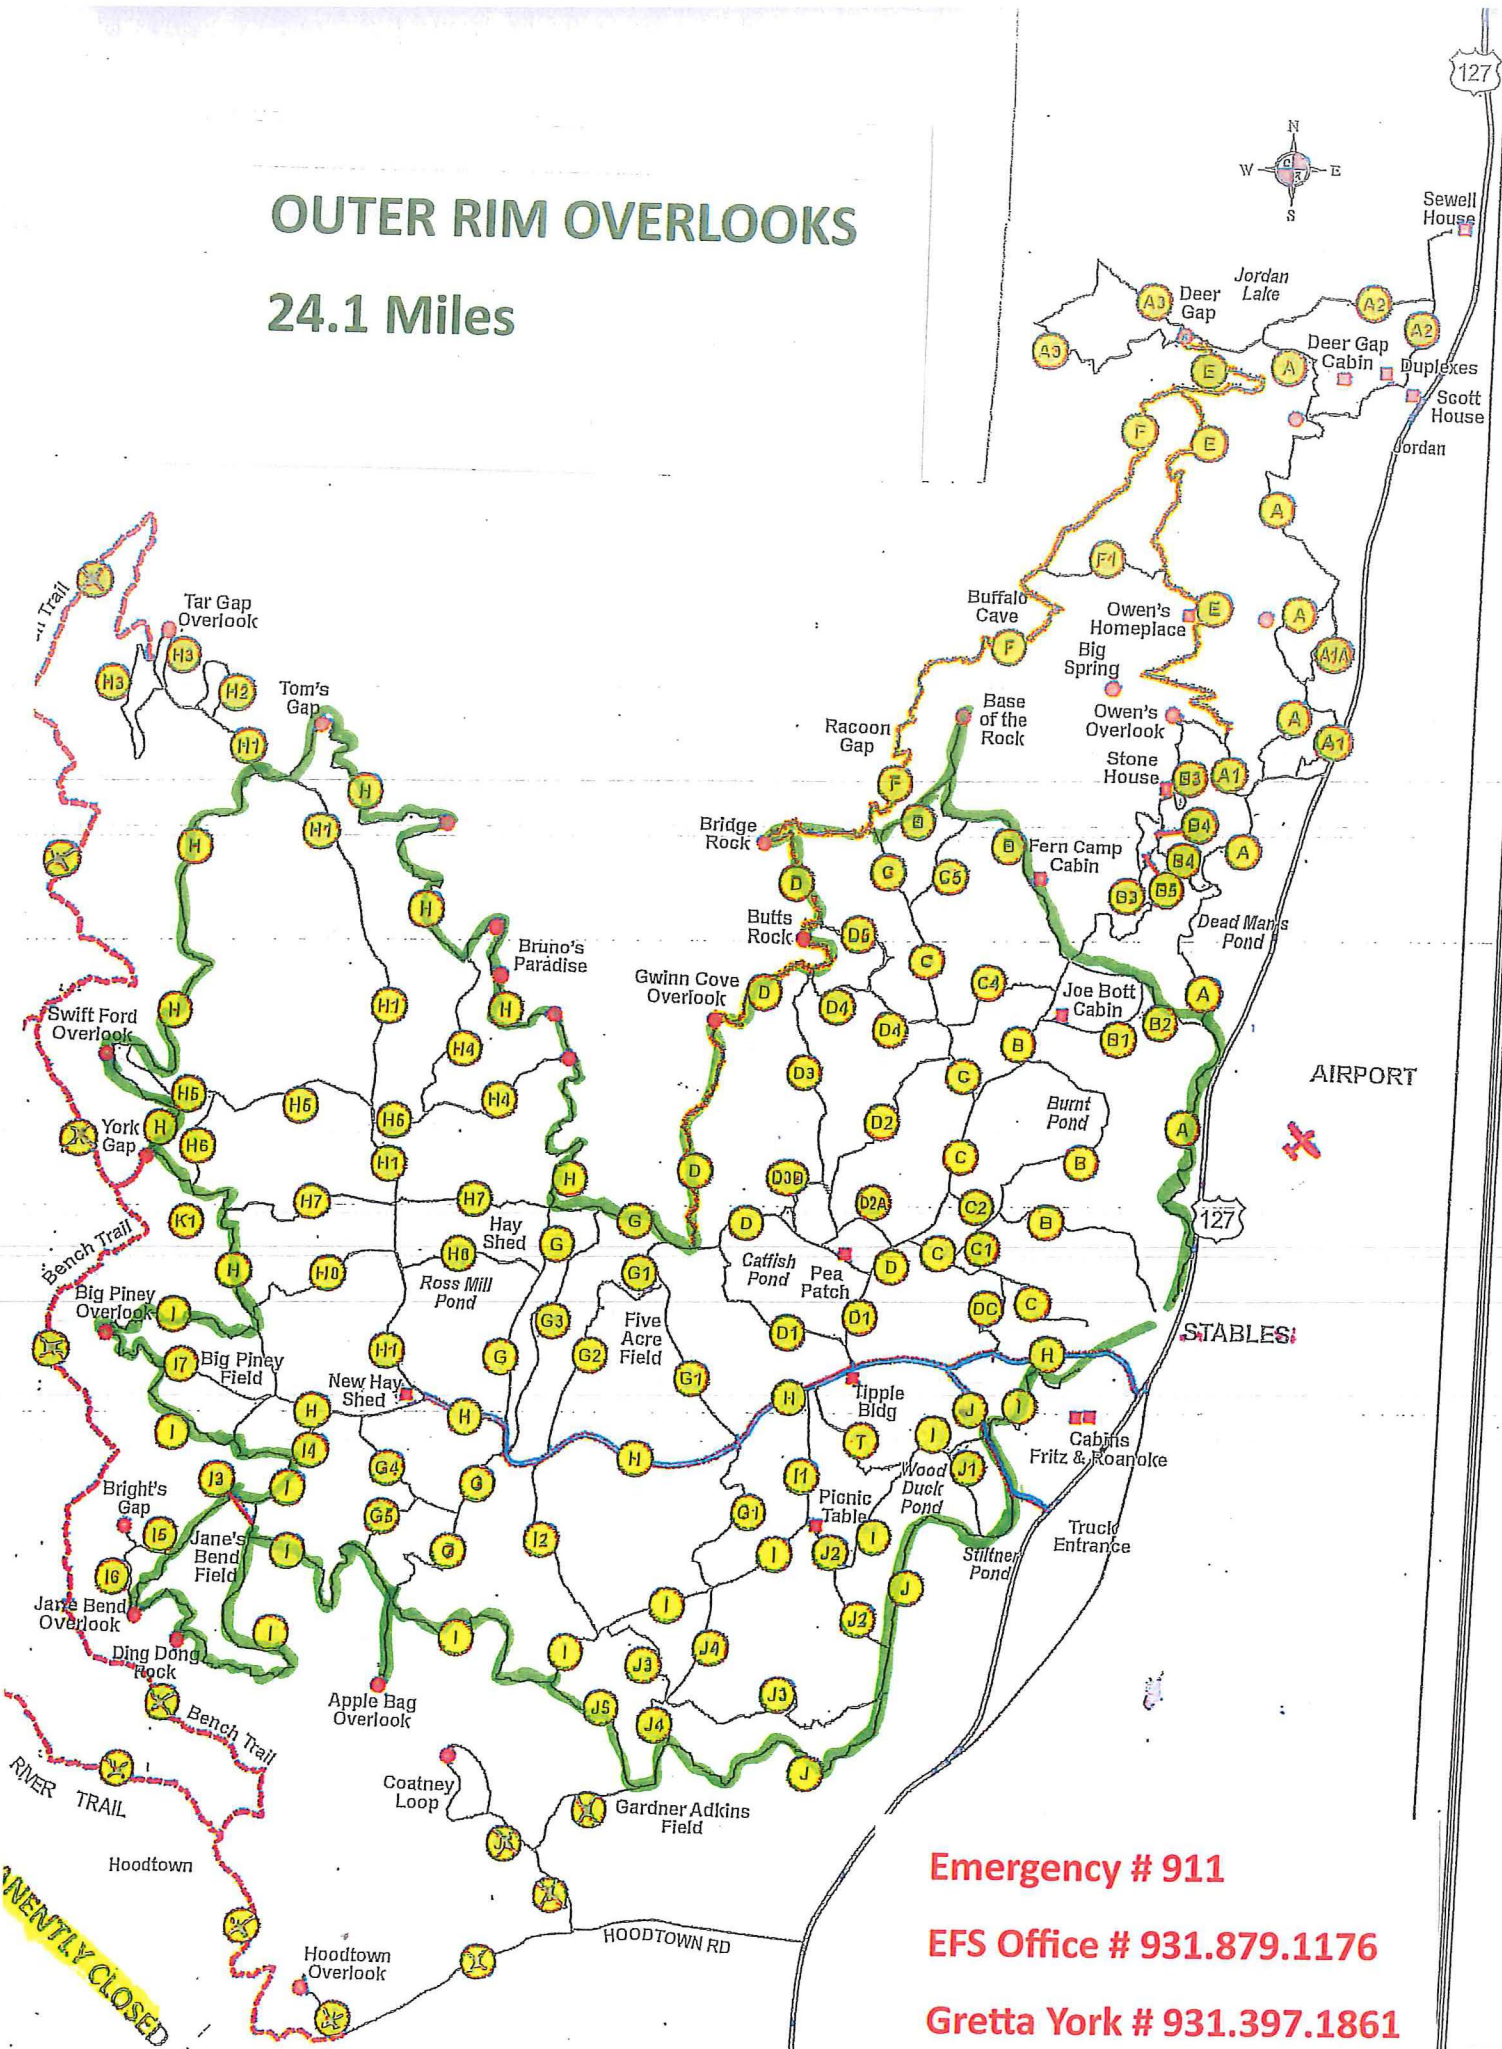 OUTER RIM OVERLOOKS
24.1 Miles
127
N
W
E
S
Sewell
House
Jordan
Lake
A3
Deer
Gap
A2
A2
A3
E
A
Deer Gap
Cabin
Duplexes
Scott
House
Jordan
F
E
A
Trail
F1
Buffalo
Cave
Owen's
Homeplace
E
A
F
Big
Spring
A1A
Tar Gap
Overlook
H3
H3
H2
Tom's
Gap
H1
H
H1
H
Base
of the
Rock
Owen's
Overlook
A
A1
Racoon
Gap
Stone
House
B3
A1
F
Bridge
Rock
B
B
Fern Camp
Cabin
B4
B4
A
D
C
C5
B3
B5
Dead Man's
Pond
H
Butts
Rock
D5
Bruno's
Paradise
Gwinn Cove
Overlook
D
C
C4
Joe Bott
Cabin
A
H
H1
H
D4
D4
B
B1
B2
Swift Ford
Overlook
H4
D3
C
AIRPORT
H5
H5
H6
H4
D2
Burnt
Pond
York
Gap
H
H6
H1
A
C
B
H
D
D3B
K1
H7
H7
Hay
Shed
G
D
D2A
C2
B
127
Bench Trail
H
H8
H8
Ross Mill
Pond
G
G1
Catfish
Pond
Pea
Patch
D
C
C1
Big Piney
Overlook
I
G3
Five
Acre
Field
D1
D1
DC
C
STABLES
I7
Big Piney
Field
H1
G
G2
G1
H
New Hay
Shed
H
H
H
Tipple
Bldg
J
I
Cabins
Fritz & Roanoke
I
I4
G4
H
T
I
J3
I
G
I1
Wood
Duck
Pond
J1
Bright's
Gap
I5
G5
G1
Picnic
Table
Truck
Entrance
Jane's
Bend
Field
I
G
I2
I
J2
I
Stiltner
Pond
I6
J
Jane Bend
Overlook
I
I
I
J2
Ding Dong
Rock
I
J3
J4
Apple Bag
Overlook
J5
J4
J3
Bench Trail
J
RIVER TRAIL
Coatney
Loop
Gardner Adkins
Field
Hoodtown
HOODTOWN RD
Hoodtown
Overlook
CLOSED
Emergency # 911
EFS Office # 931.879.1176
Gretta York # 931.397.1861